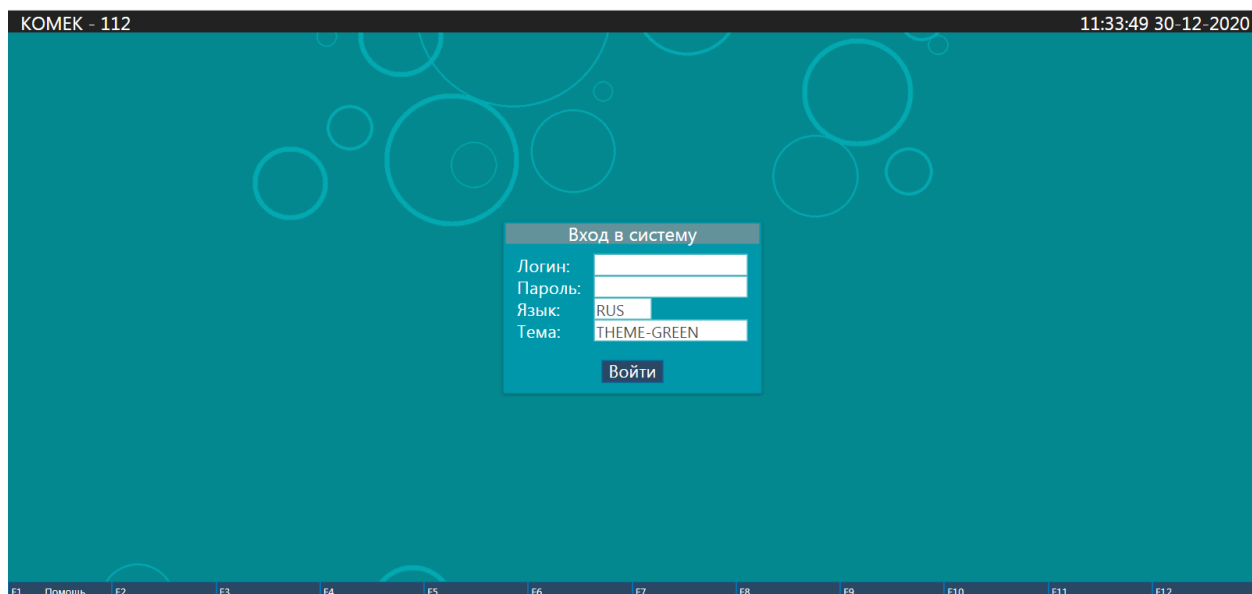 КОМЕК - 112 11:33:49 30-12-2020
Вход в систему
Логин:
Пароль:
Язык: RUS
Тема: THEME-GREEN
Войти
F1 Помощь F2 F3 F4 F5 F6 F7 F8 F9 F10 F11 F12